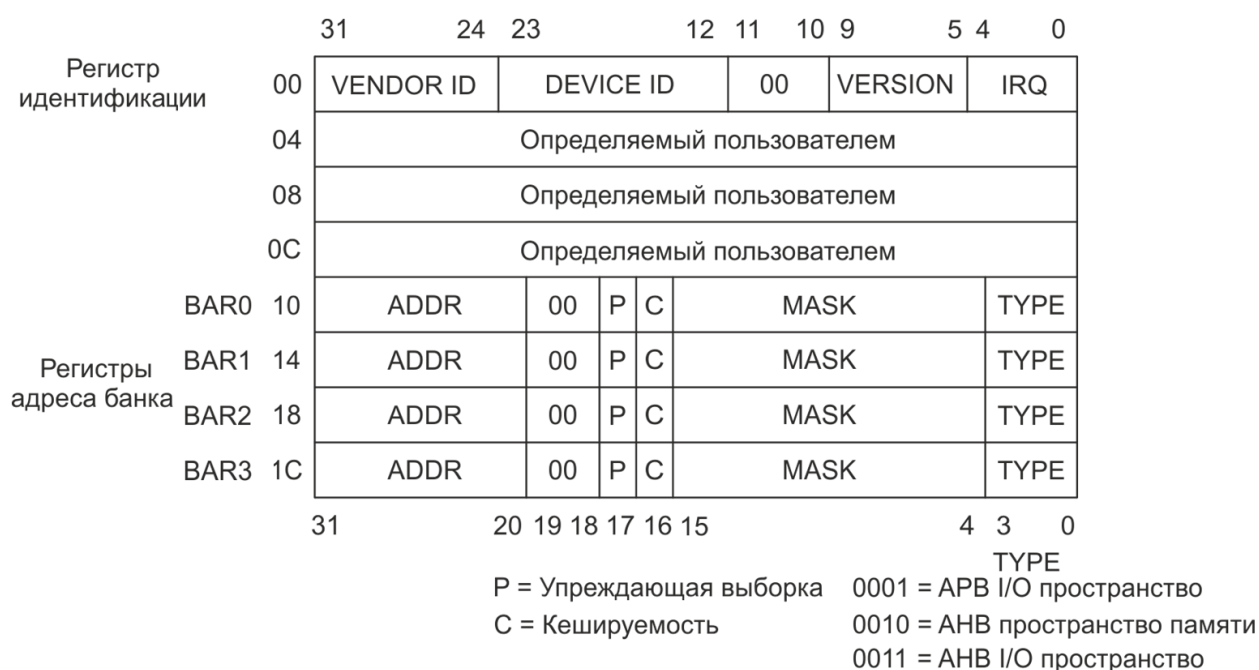 31 24 23 12 11 10 9 5 4 0
Регистр идентификации 00 VENDOR ID DEVICE ID 00 VERSION IRQ
04 Определяемый пользователем
08 Определяемый пользователем
0C Определяемый пользователем
BAR0 10 ADDR 00 P C MASK TYPE
Регистры адреса банка
BAR1 14 ADDR 00 P C MASK TYPE
BAR2 18 ADDR 00 P C MASK TYPE
BAR3 1C ADDR 00 P C MASK TYPE
31 20 19 18 17 16 15 4 3 0
TYPE
P = Упреждающая выборка 0001 = APB I/O пространство
C = Кешируемость 0010 = AHB пространство памяти
0011 = AHB I/O пространство